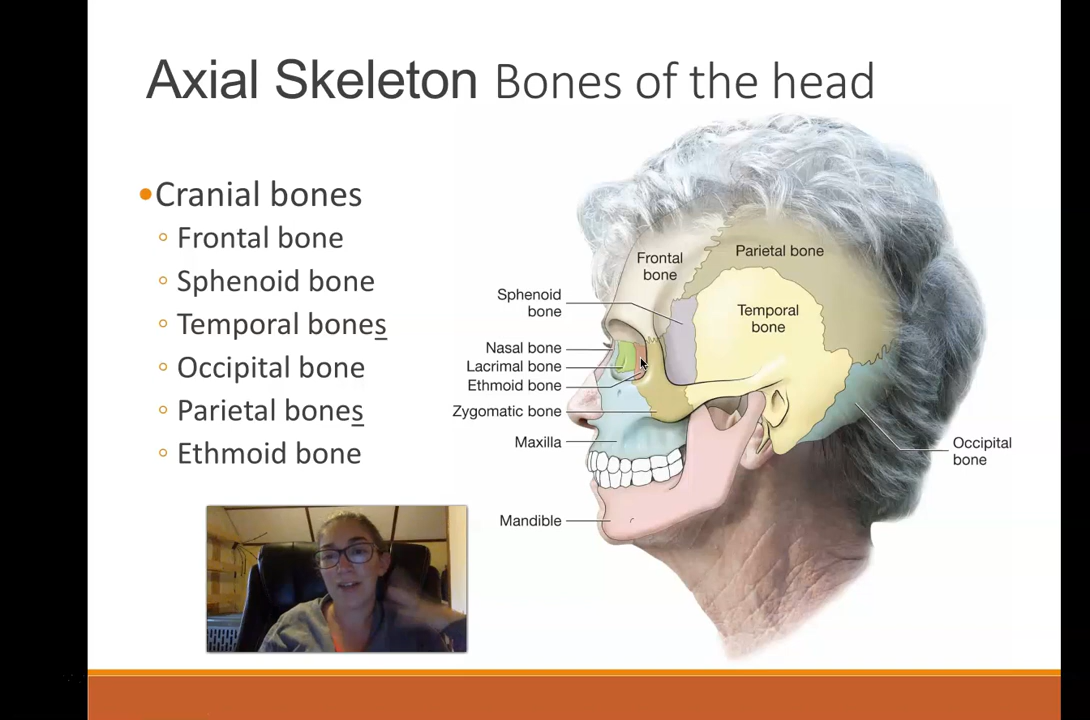 Axial Skeleton Bones of the head
•Cranial bones
◦ Frontal bone
◦ Sphenoid bone
◦ Temporal bones
◦ Occipital bone
◦ Parietal bones
◦ Ethmoid bone
Frontal
bone
Parietal bone
Sphenoid
bone
Temporal
bone
Nasal bone
Lacrimal bone
Ethmoid bone
Zygomatic bone
Maxilla
Occipital
bone
Mandible